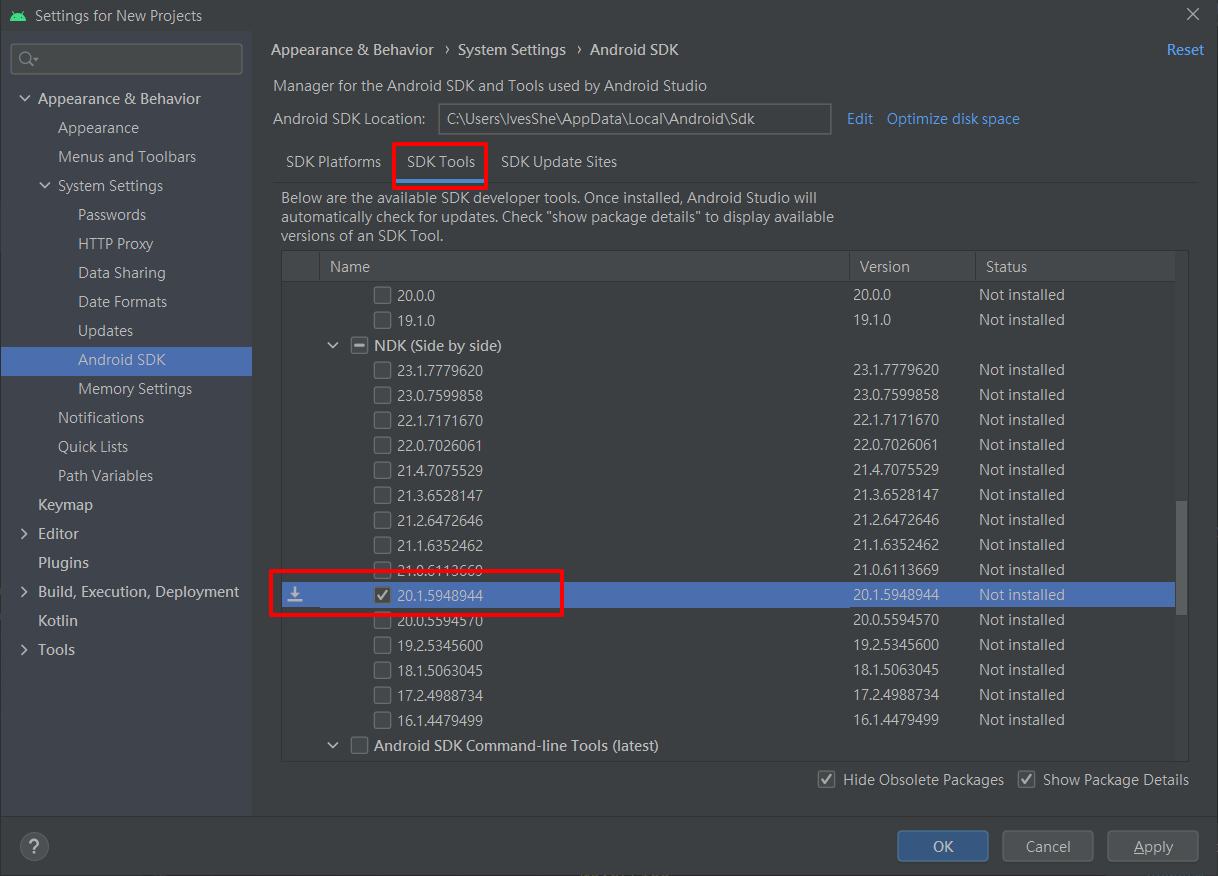 Settings for New Projects
Appearance & Behavior
Appearance
Menus and Toolbars
System Settings
Passwords
HTTP Proxy
Data Sharing
Date Formats
Updates
Android SDK
Memory Settings
Notifications
Quick Lists
Path Variables
Keymap
Editor
Plugins
Build, Execution, Deployment
Kotlin
Tools
Appearance & Behavior › System Settings › Android SDK Reset
Manager for the Android SDK and Tools used by Android Studio
Android SDK Location: C:\Users\IvesShe\AppData\Local\Android\Sdk Edit Optimize disk space
SDK Platforms SDK Tools SDK Update Sites
Below are the available SDK developer tools. Once installed, Android Studio will
automatically check for updates. Check "show package details" to display available
versions of an SDK Tool.
Name Version Status
20.0.0 20.0.0 Not installed
19.1.0 19.1.0 Not installed
NDK (Side by side)
23.1.7779620 23.1.7779620 Not installed
23.0.7599858 23.0.7599858 Not installed
22.1.7171670 22.1.7171670 Not installed
22.0.7026061 22.0.7026061 Not installed
21.4.7075529 21.4.7075529 Not installed
21.3.6528147 21.3.6528147 Not installed
21.2.6472646 21.2.6472646 Not installed
21.1.6352462 21.1.6352462 Not installed
21.0.6113669 21.0.6113669 Not installed
20.1.5948944 20.1.5948944 Not installed
20.0.5594570 20.0.5594570 Not installed
19.2.5345600 19.2.5345600 Not installed
18.1.5063045 18.1.5063045 Not installed
17.2.4988734 17.2.4988734 Not installed
16.1.4479499 16.1.4479499 Not installed
Android SDK Command-line Tools (latest)
Hide Obsolete Packages Show Package Details
? OK Cancel Apply